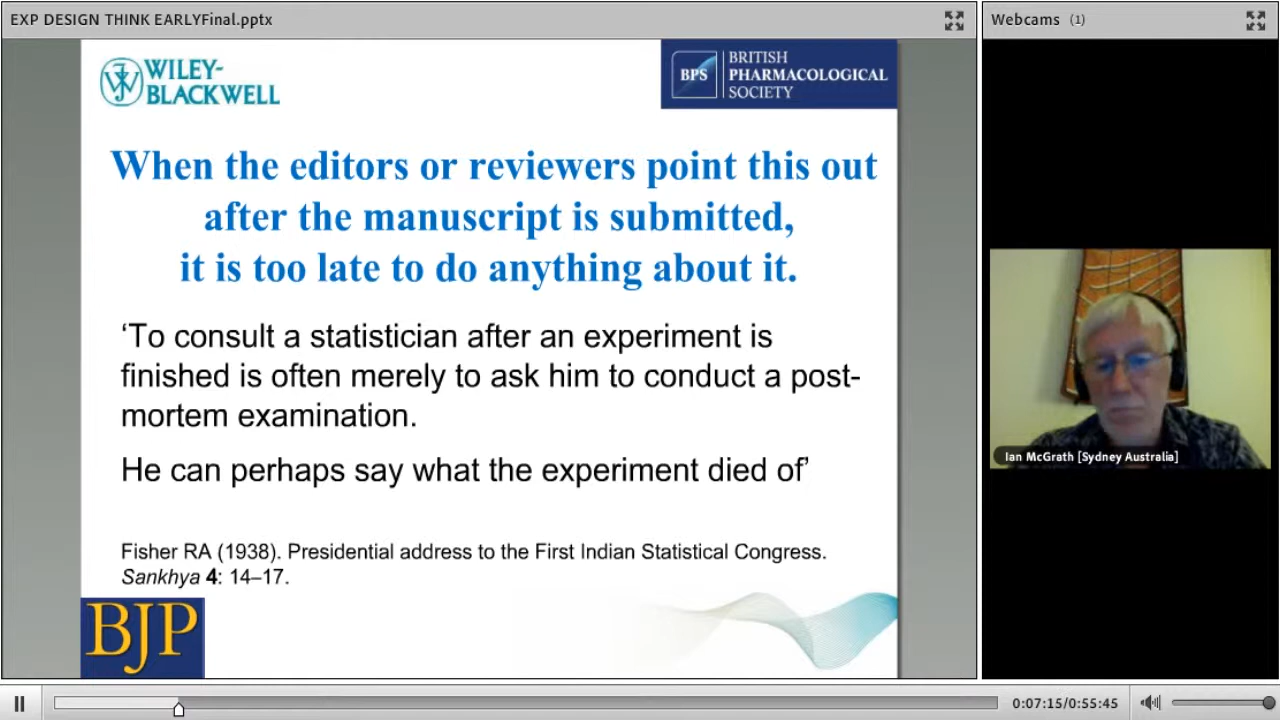 EXP DESIGN THINK EARLYFinal.pptx
Webcams (1)
WILEY-
BLACKWELL
BPS
BRITISH
PHARMACOLOGICAL
SOCIETY
When the editors or reviewers point this out
after the manuscript is submitted,
it is too late to do anything about it.
‘To consult a statistician after an experiment is
finished is often merely to ask him to conduct a post-
mortem examination.
He can perhaps say what the experiment died of’
Fisher RA (1938). Presidential address to the First Indian Statistical Congress.
Sankhya 4: 14–17.
BJP
Ian McGrath [Sydney Australia]
0:07:15/0:55:45